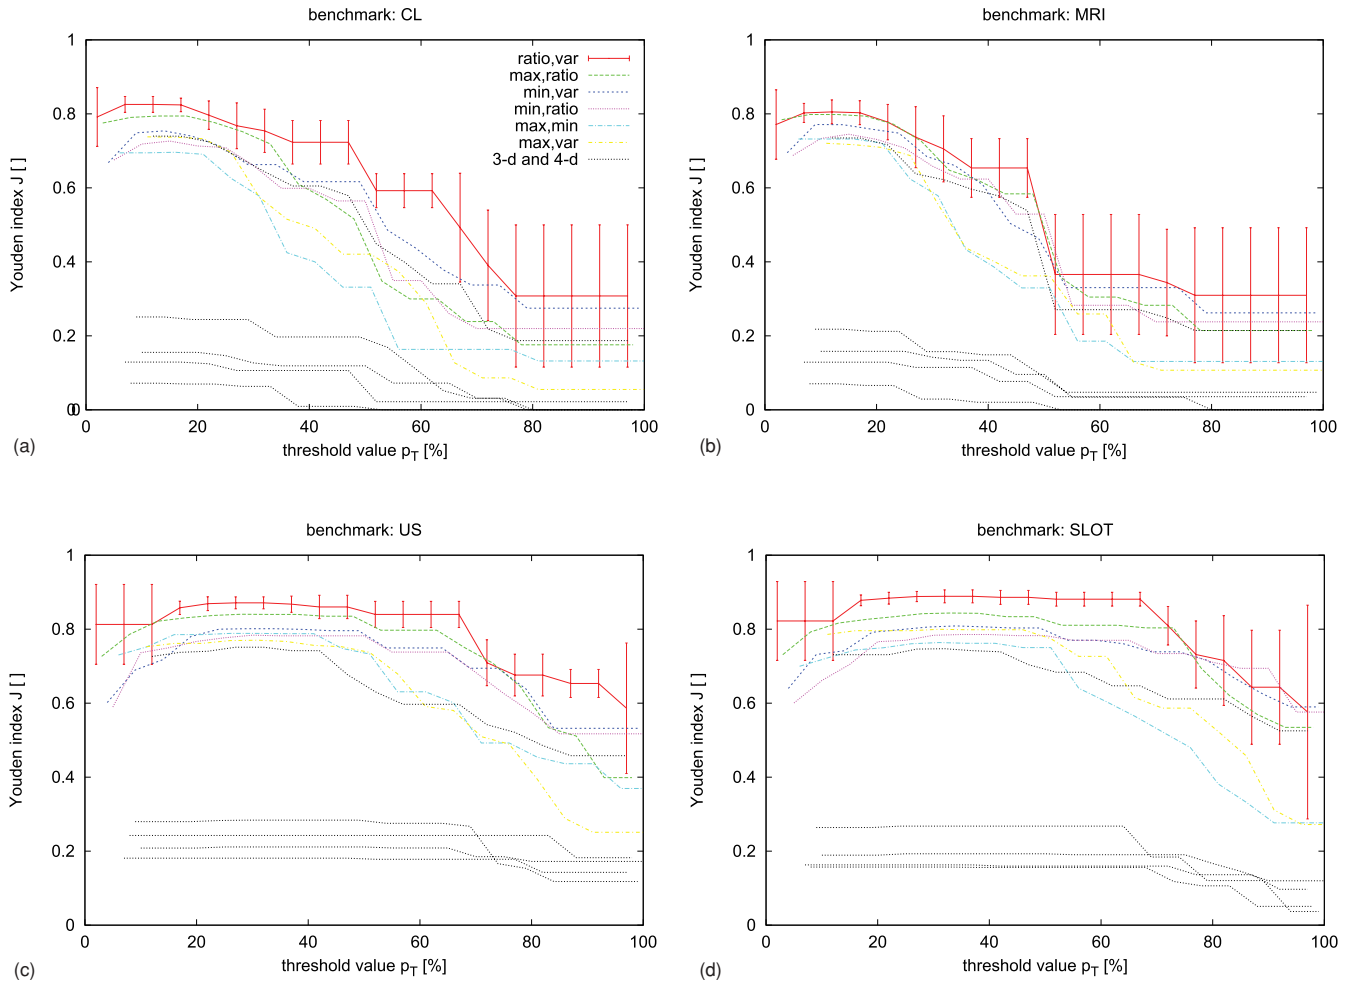 benchmark: CL
1
0.8
0.6
0.4
0.2
0
0
0 20 40 60 80 100
Youden index J [ ]
threshold value pT [%]
ratio,var
max,ratio
min,var
min,ratio
max,min
max,var
3-d and 4-d
(a)
benchmark: MRI
1
0.8
0.6
0.4
0.2
0
0 20 40 60 80 100
Youden index J [ ]
threshold value pT [%]
(b)
benchmark: US
1
0.8
0.6
0.4
0.2
0
0 20 40 60 80 100
Youden index J [ ]
threshold value pT [%]
(c)
benchmark: SLOT
1
0.8
0.6
0.4
0.2
0
0 20 40 60 80 100
Youden index J [ ]
threshold value pT [%]
(d)